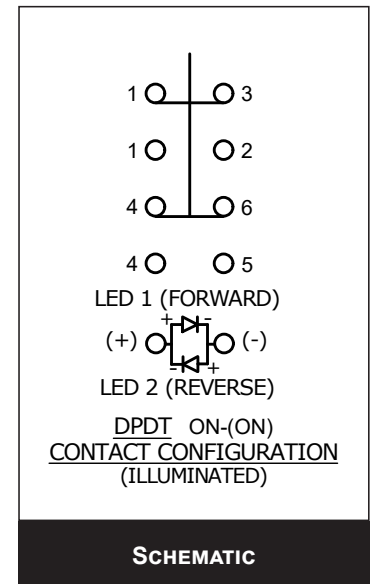 1 3
1 2
4 6
4 5
LED 1 (FORWARD)
+ -
(+) (-)
- +
LED 2 (REVERSE)
DPDT ON-(ON)
CONTACT CONFIGURATION
(ILLUMINATED)
SCHEMATIC